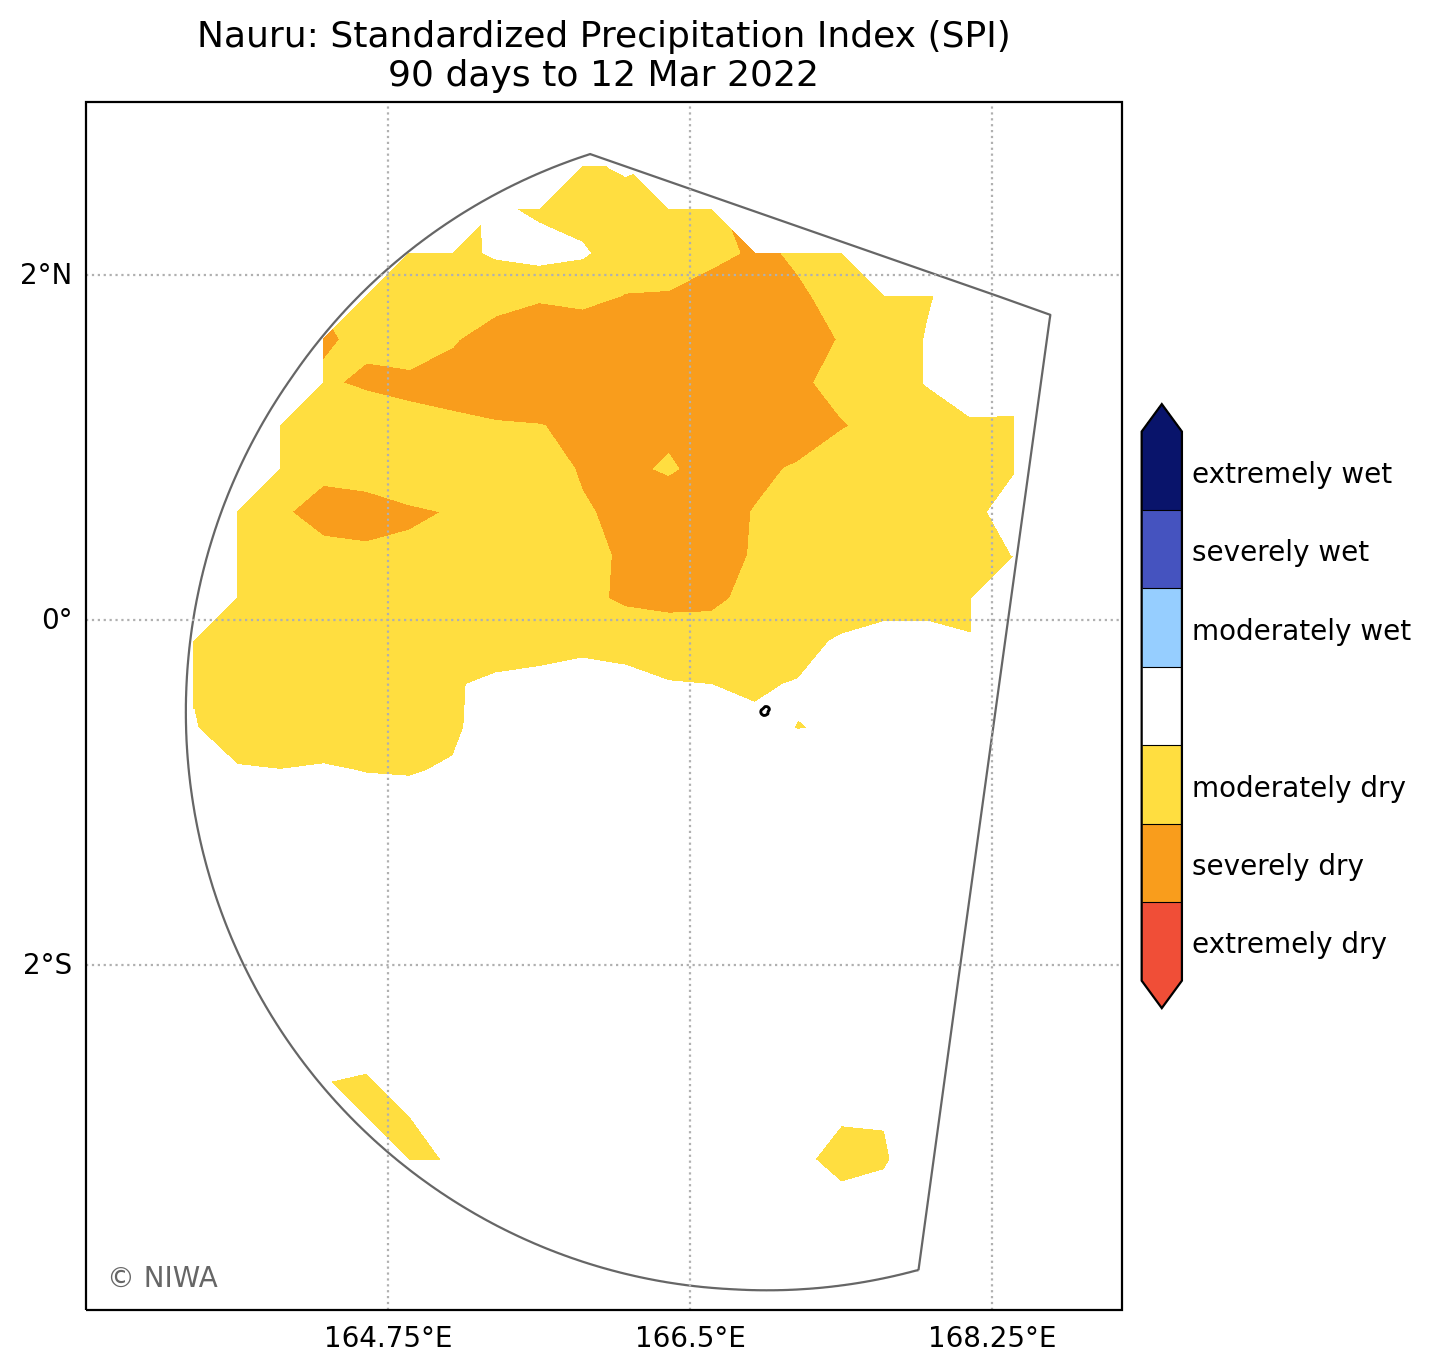 Nauru: Standardized Precipitation Index (SPI)
90 days to 12 Mar 2022
2°N
0°
2°S
164.75°E
166.5°E
168.25°E
extremely wet
severely wet
moderately wet
moderately dry
severely dry
extremely dry
© NIWA